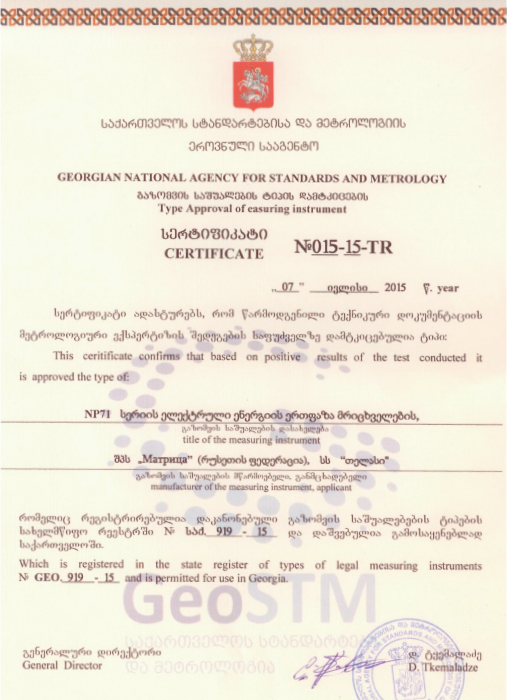 საქართველოს სტანდარტებისა და მეტროლოგიის
ეროვნული სააგენტო
GEORGIAN NATIONAL AGENCY FOR STANDARDS AND METROLOGY
გაზომვის საშუალების ტიპის დამტკიცების
Type Approval of easuring instrument
სერტიფიკატი
CERTIFICATE №015-15-TR
„ 07 " ივლისი 2015 წ. year
სერტიფიკატი ადასტურებს, რომ წარმოდგენილი ტექნიკური დოკუმენტაციის
მეტროლოგიური ექსპერტიზის შედეგების საფუძველზე დამტკიცებულია ტიპი:
This ceritificate confirms that based on positive results of the test conducted it
is approved the type of:
NP71 სერიის ელექტრული ენერგიის ერთფაზა მრიცხველების,
გაზომვის საშუალების დასახელება
title of the measuring instrument
შპს „Матрица" (რუსეთის ფედერაცია), სს "თელასი"
გაზომვის საშუალების მწარმოებელი, განმცხადებელი
manufacturer of the measuring instrument, applicant
რომელიც რეგისტრირებულია დაკანონებული გაზომვის საშუალებების ტიპების
სახელმწიფო რეესტრში № საძ. 919 - 15 და დაშვებულია გამოსაყენებლად
საქართველოში.
Which is registered in the state register of types of legal measuring instruments
№ GEO. 919 - 15 and is permitted for use in Georgia.
GeoSTM
საქართველოს სტანდარტების
და მეტროლოგია
გენერალური დირექტორი დ. ტყემალაძე
General Director D. Tkemaladze